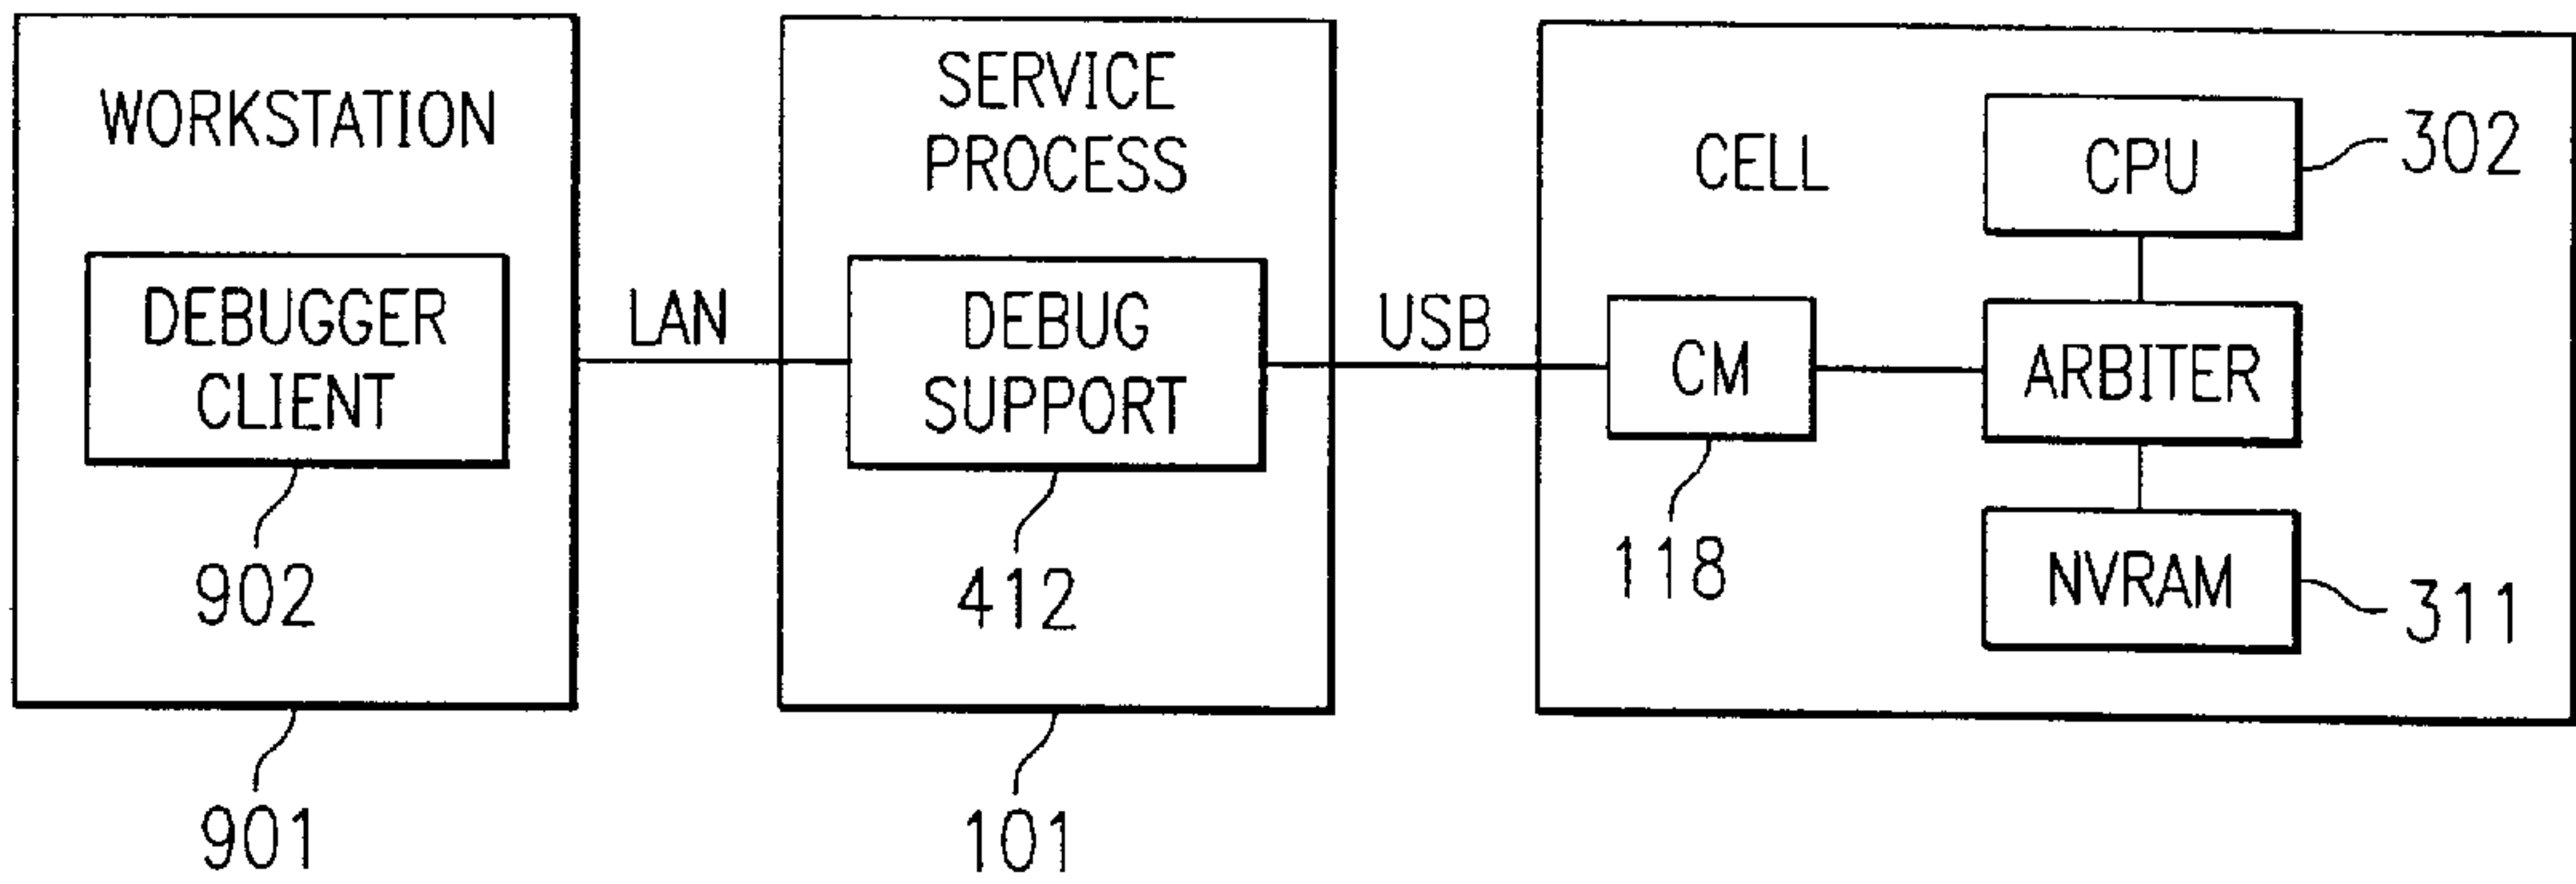 WORKSTATION
DEBUGGER
CLIENT
902
901
LAN
SERVICE
PROCESS
DEBUG
SUPPORT
412
101
USB
CELL
CM
118
CPU
302
ARBITER
NVRAM
311